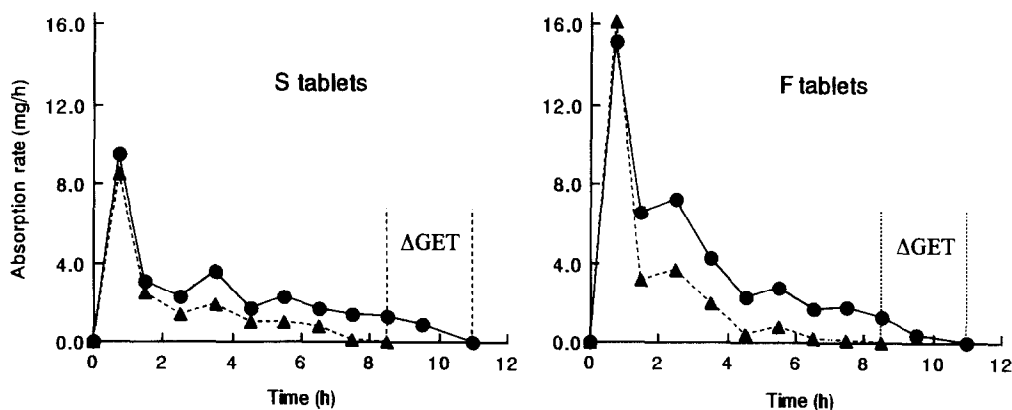 16.0
12.0
8.0
4.0
0.0
Absorption rate (mg/h)
S tablets
ΔGET
0 2 4 6 8 10 12
Time (h)
16.0
12.0
8.0
4.0
0.0
F tablets
ΔGET
0 2 4 6 8 10 12
Time (h)